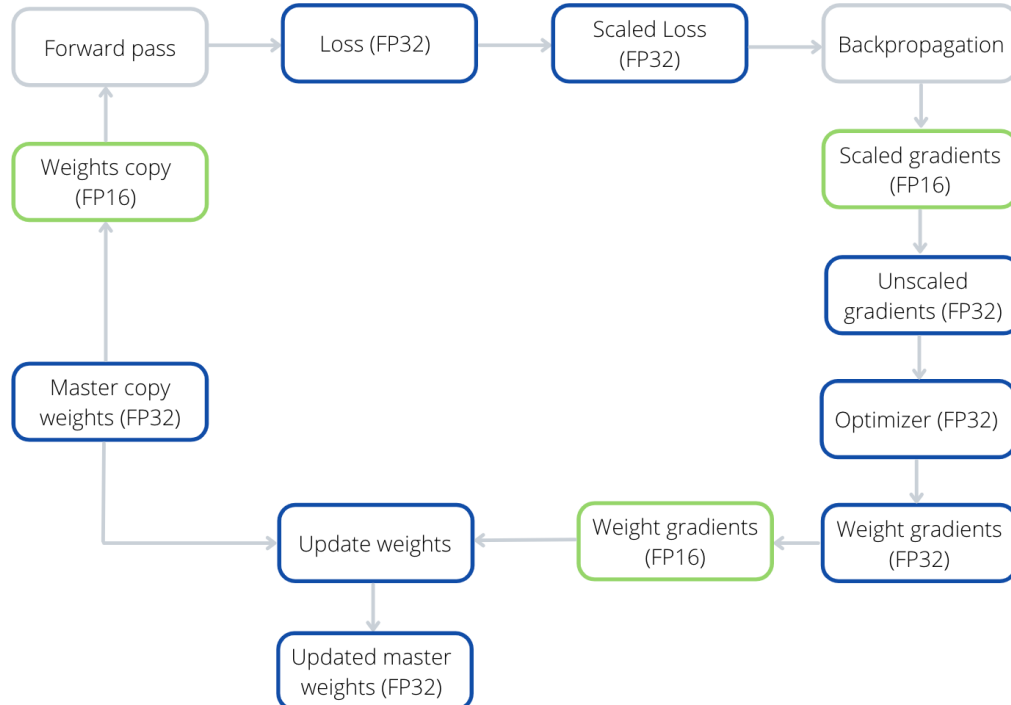 Forward pass
Loss (FP32)
Scaled Loss
(FP32)
Backpropagation
Weights copy
(FP16)
Scaled gradients
(FP16)
Unscaled
gradients (FP32)
Master copy
weights (FP32)
Optimizer (FP32)
Update weights
Weight gradients
(FP16)
Weight gradients
(FP32)
Updated master
weights (FP32)